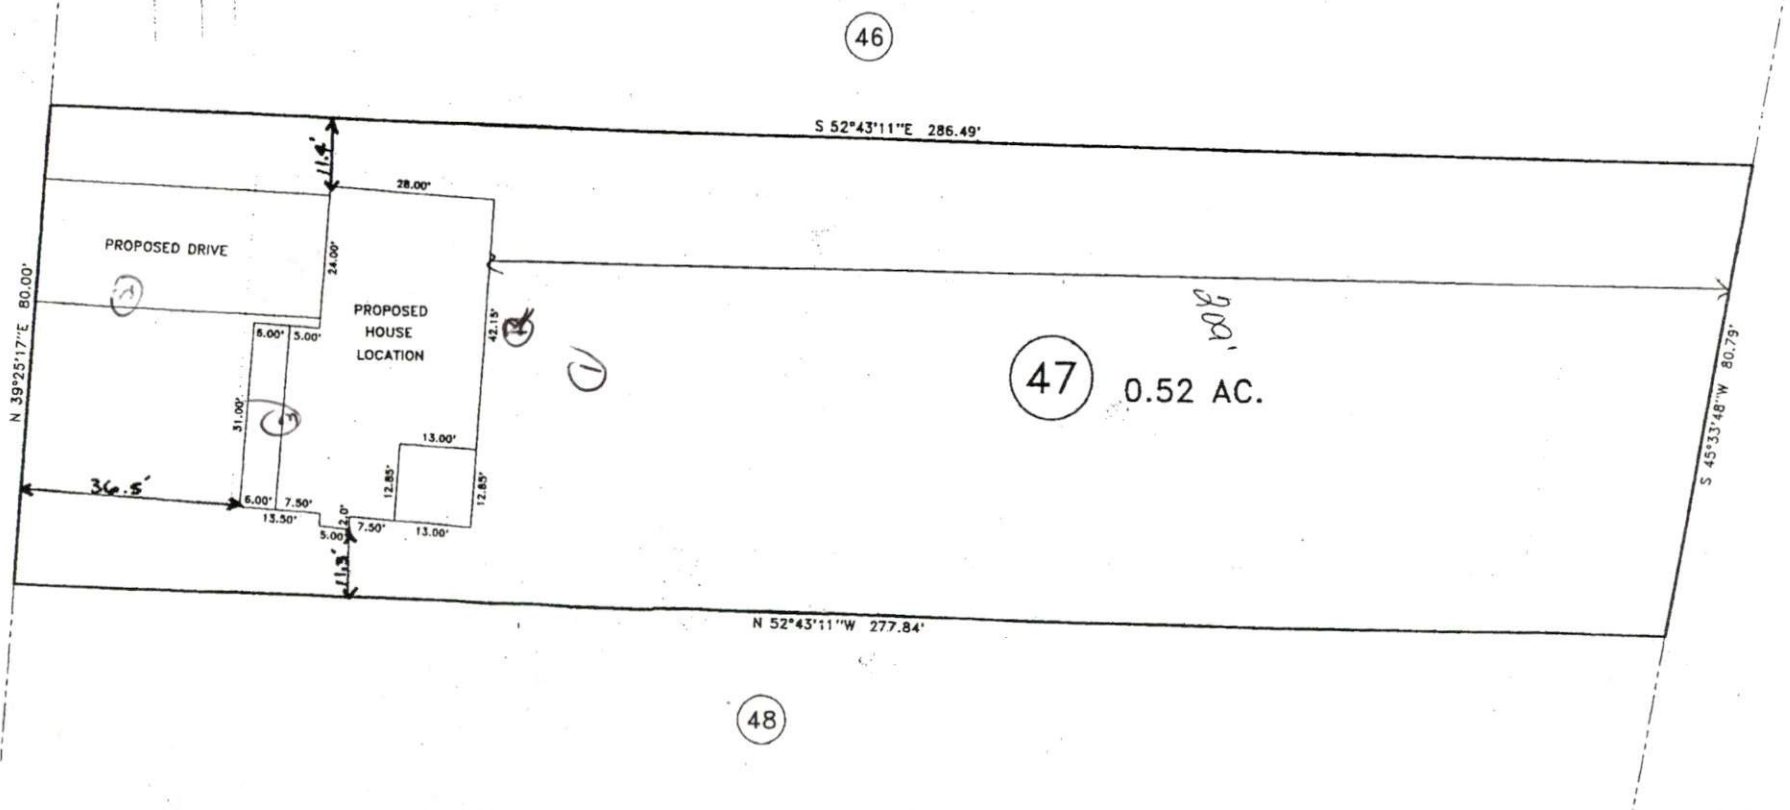 46
S 52°43'11"E 286.49'
11.4'
28.00'
PROPOSED DRIVE
24.00'
N 39°25'17"E 80.00'
PROPOSED
HOUSE
LOCATION
42.15'
6.00' 5.00'
1
200'
47 0.52 AC.
S 45°33'48"W 80.79'
31.00'
3
13.00'
12.85'
12.85'
36.5'
6.00' 7.50'
13.50'
2.0'
5.00'
7.50'
13.00'
11.3'
N 52°43'11"W 277.84'
48